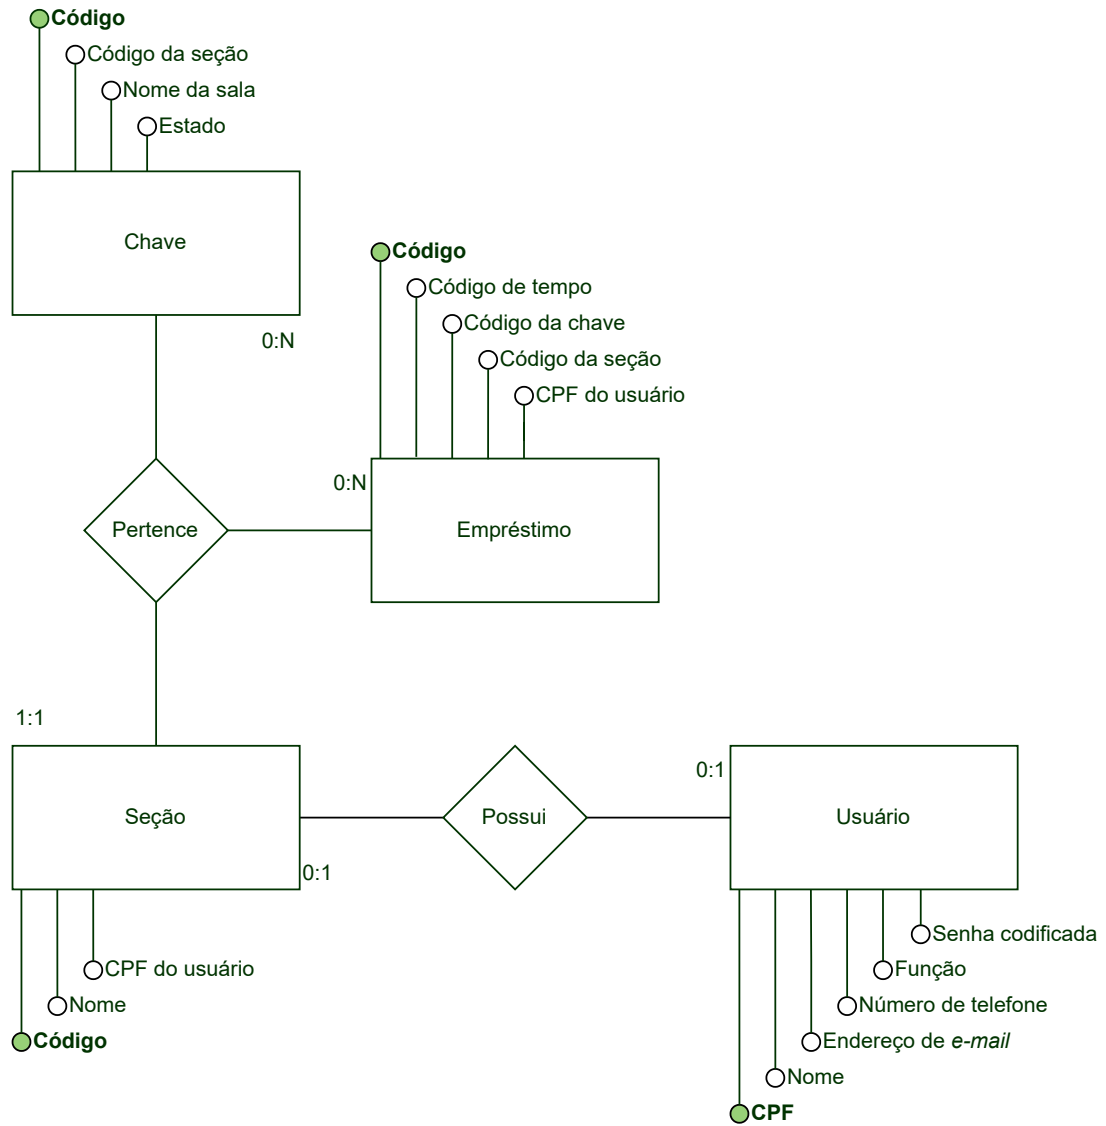 Código
Código da seção
Nome da sala
Estado
Chave
0:N
Código
Código de tempo
Código da chave
Código da seção
CPF do usuário
0:N
Empréstimo
Pertence
1:1
Seção
0:1
Possui
0:1
Usuário
CPF do usuário
Nome
Código
Senha codificada
Função
Número de telefone
Endereço de e-mail
Nome
CPF